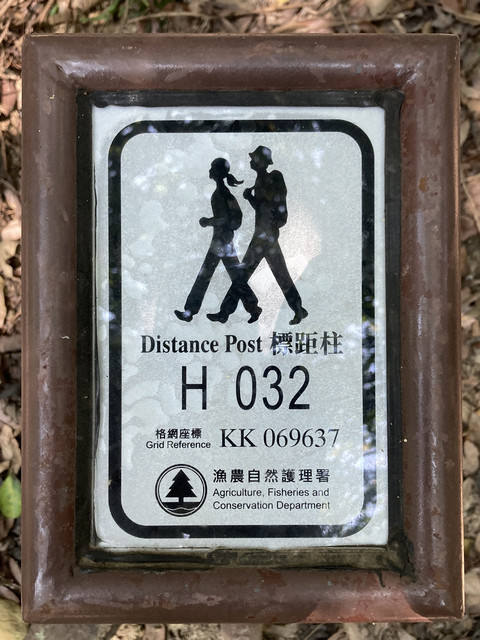 Distance Post 標距柱
H 032
格網座標
Grid Reference
KK 069637
漁農自然護理署
Agriculture, Fisheries and
Conservation Department